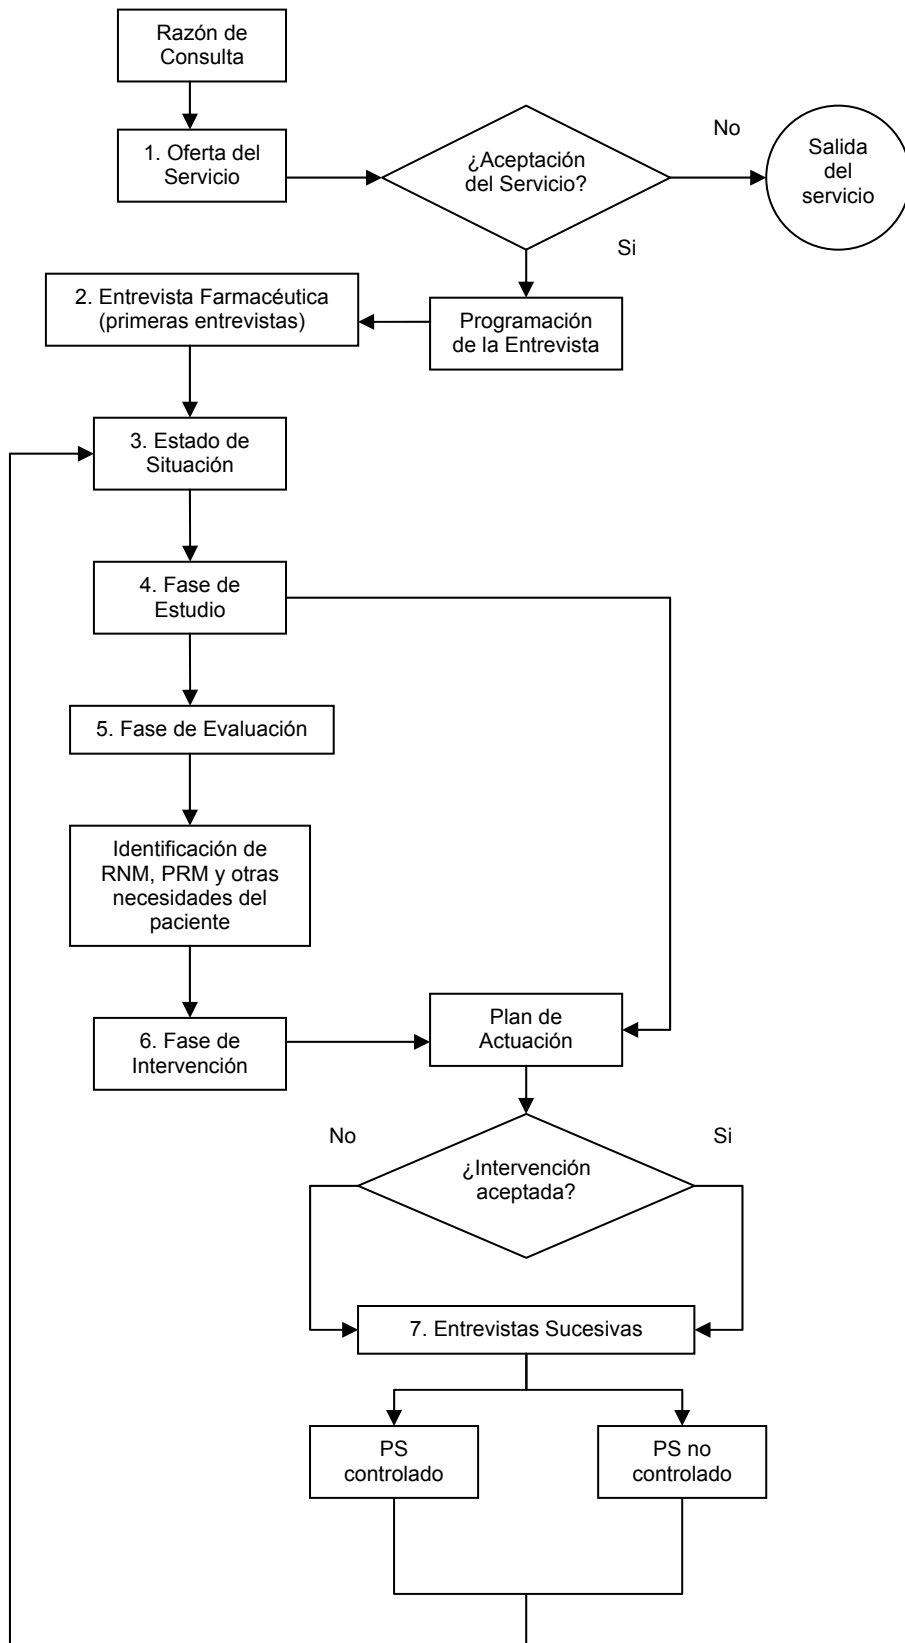 Razón de
Consulta
1. Oferta del
Servicio
¿Aceptación
del Servicio?
No
Salida
del
servicio
Si
Programación
de la Entrevista
2. Entrevista Farmacéutica
(primeras entrevistas)
3. Estado de
Situación
4. Fase de
Estudio
5. Fase de Evaluación
Identificación de
RNM, PRM y otras
necesidades del
paciente
6. Fase de
Intervención
Plan de
Actuación
No
Si
¿Intervención
aceptada?
7. Entrevistas Sucesivas
PS
controlado
PS no
controlado